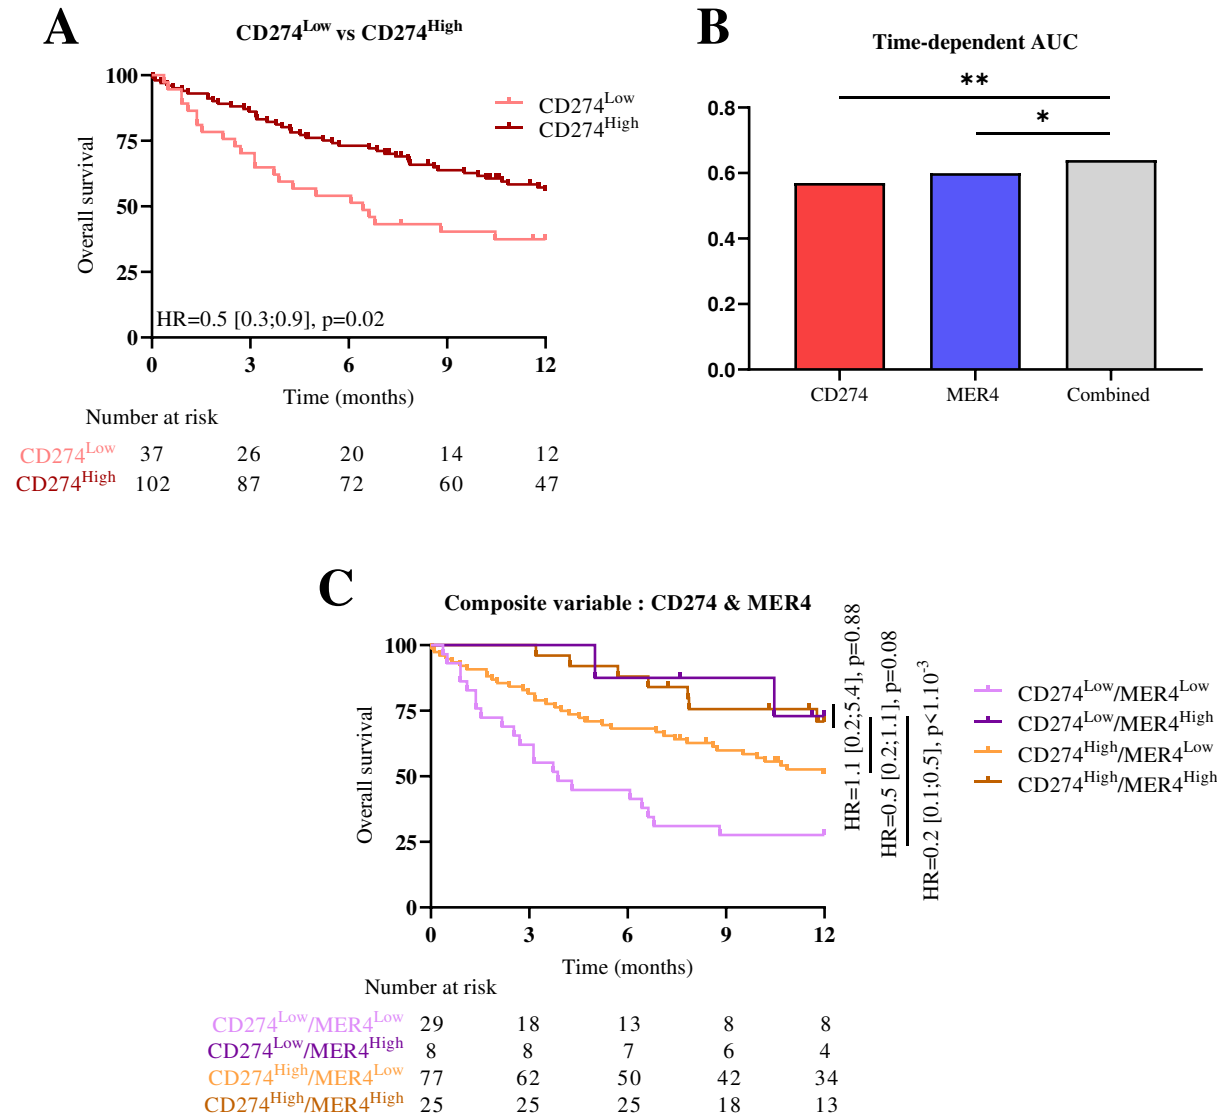 A
CD274Low vs CD274High
100
75
50
25
0
Overall survival
CD274Low
CD274High
HR=0.5 [0.3;0.9], p=0.02
0 3 6 9 12
Time (months)
Number at risk
CD274Low 37 26 20 14 12
CD274High 102 87 72 60 47
B
Time-dependent AUC
**
*
0.8
0.6
0.4
0.2
0.0
CD274 MER4 Combined
C
Composite variable : CD274 & MER4
100
75
50
25
0
Overall survival
HR=1.1 [0.2;5.4], p=0.88
HR=0.5 [0.2;1.1], p=0.08
HR=0.2 [0.1;0.5], p<1.10-3
CD274Low/MER4Low
CD274Low/MER4High
CD274High/MER4Low
CD274High/MER4High
0 3 6 9 12
Time (months)
Number at risk
CD274Low/MER4Low 29 18 13 8 8
CD274Low/MER4High 8 8 7 6 4
CD274High/MER4Low 77 62 50 42 34
CD274High/MER4High 25 25 25 18 13